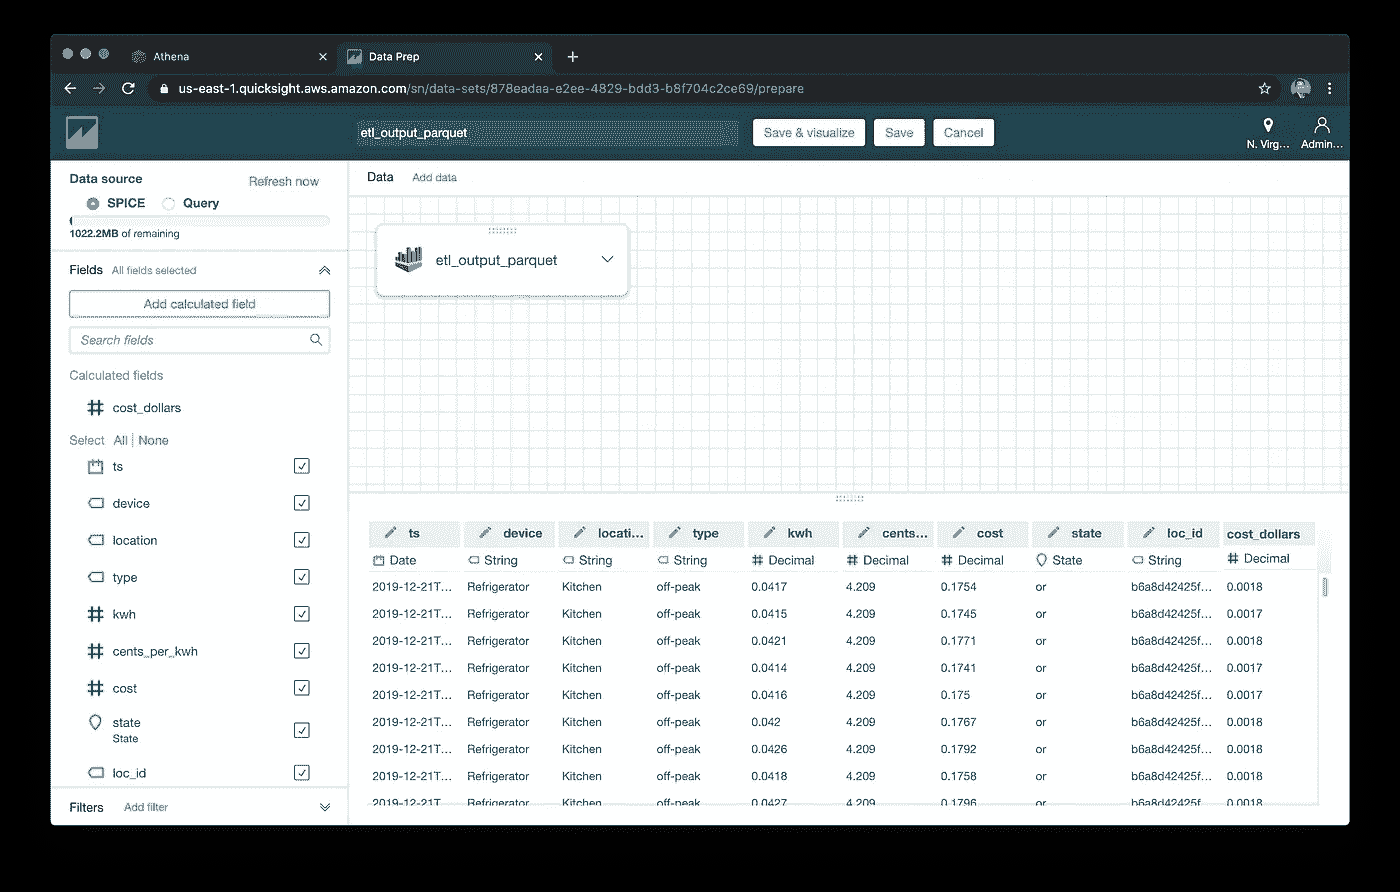 Athena
Data Prep
us-east-1.quicksight.aws.amazon.com/sn/data-sets/878eadaa-e2ee-4829-bdd3-b8f704c2ce69/prepare
etl_output_parquet
Save & visualize
Save
Cancel
N. Virg...
Admin...
Data source
Refresh now
SPICE
Query
1022.2MB of remaining
Fields All fields selected
Add calculated field
Search fields
Calculated fields
cost_dollars
Select All None
ts
device
location
type
kwh
cents_per_kwh
cost
state
State
loc_id
Filters Add filter
Data Add data
etl_output_parquet
ts device locati... type kwh cents... cost state loc_id cost_dollars
Date String String String Decimal Decimal Decimal State String Decimal
2019-12-21T... Refrigerator Kitchen off-peak 0.0417 4.209 0.1754 or b6a8d42425f... 0.0018
2019-12-21T... Refrigerator Kitchen off-peak 0.0415 4.209 0.1745 or b6a8d42425f... 0.0017
2019-12-21T... Refrigerator Kitchen off-peak 0.0421 4.209 0.1771 or b6a8d42425f... 0.0018
2019-12-21T... Refrigerator Kitchen off-peak 0.0414 4.209 0.1741 or b6a8d42425f... 0.0017
2019-12-21T... Refrigerator Kitchen off-peak 0.0416 4.209 0.175 or b6a8d42425f... 0.0017
2019-12-21T... Refrigerator Kitchen off-peak 0.042 4.209 0.1767 or b6a8d42425f... 0.0018
2019-12-21T... Refrigerator Kitchen off-peak 0.0426 4.209 0.1792 or b6a8d42425f... 0.0018
2019-12-21T... Refrigerator Kitchen off-peak 0.0418 4.209 0.1758 or b6a8d42425f... 0.0018
2019-12-21T... Refrigerator Kitchen off-peak 0.0427 4.209 0.1796 or b6a8d42425f... 0.0018